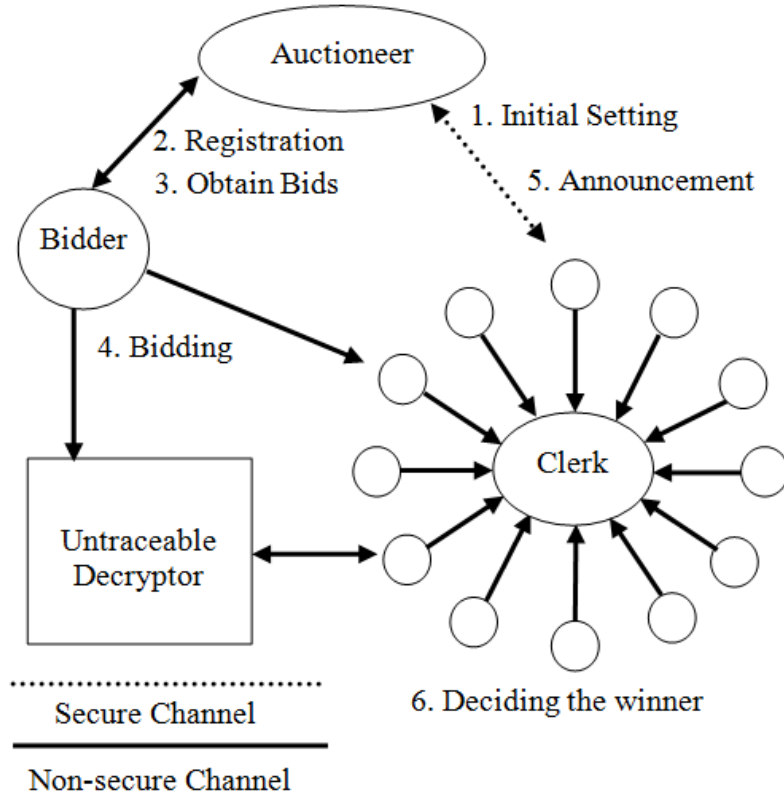 Auctioneer
1. Initial Setting
2. Registration
3. Obtain Bids
5. Announcement
Bidder
4. Bidding
Clerk
Untraceable
Decryptor
6. Deciding the winner
Secure Channel
Non-secure Channel